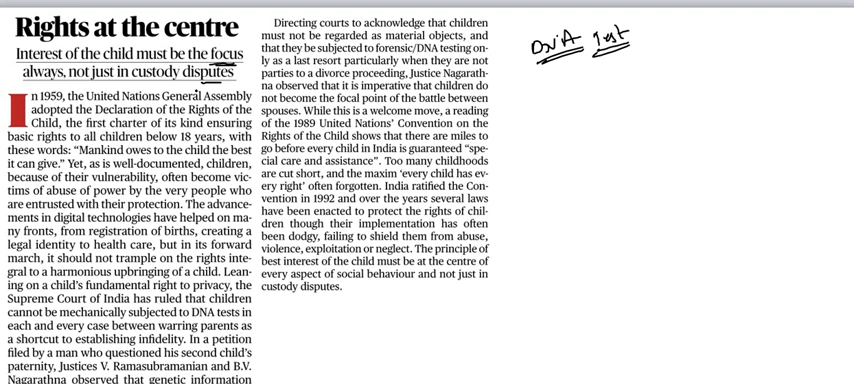 Rights at the centre
Interest of the child must be the focus
always, not just in custody disputes
In 1959, the United Nations General Assembly
adopted the Declaration of the Rights of the
Child, the first charter of its kind ensuring
basic rights to all children below 18 years, with
these words: “Mankind owes to the child the best
it can give.” Yet, as is well-documented, children,
because of their vulnerability, often become vic-
tims of abuse of power by the very people who
are entrusted with their protection. The advance-
ments in digital technologies have helped on ma-
ny fronts, from registration of births, creating a
legal identity to health care, but in its forward
march, it should not trample on the rights inte-
gral to a harmonious upbringing of a child. Lean-
ing on a child’s fundamental right to privacy, the
Supreme Court of India has ruled that children
cannot be mechanically subjected to DNA tests in
each and every case between warring parents as
a shortcut to establishing infidelity. In a petition
filed by a man who questioned his second child’s
paternity, Justices V. Ramasubramanian and B.V.
Nagarathna observed that genetic information
Directing courts to acknowledge that children
must not be regarded as material objects, and
that they be subjected to forensic/DNA testing on-
ly as a last resort particularly when they are not
parties to a divorce proceeding, Justice Nagarath-
na observed that it is imperative that children do
not become the focal point of the battle between
spouses. While this is a welcome move, a reading
of the 1989 United Nations’ Convention on the
Rights of the Child shows that there are miles to
go before every child in India is guaranteed “spe-
cial care and assistance”. Too many childhoods
are cut short, and the maxim ‘every child has ev-
ery right’ often forgotten. India ratified the Con-
vention in 1992 and over the years several laws
have been enacted to protect the rights of chil-
dren though their implementation has often
been dodgy, failing to shield them from abuse,
violence, exploitation or neglect. The principle of
best interest of the child must be at the centre of
every aspect of social behaviour and not just in
custody disputes.
DNA Test